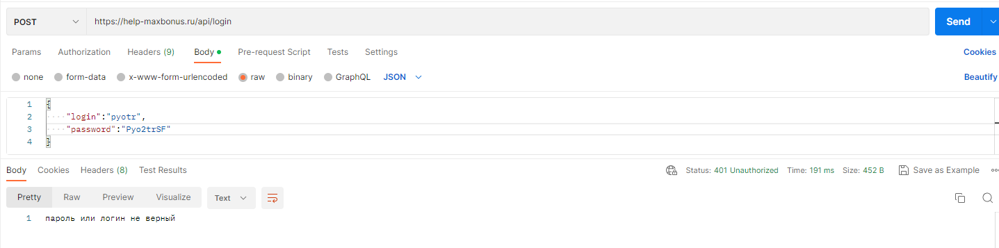 POST https://help-maxbonus.ru/api/login Send
Params Authorization Headers (9) Body Pre-request Script Tests Settings Cookies
none form-data x-www-form-urlencoded raw binary GraphQL JSON Beautify
1 {
2 "login":"pyotr",
3 "password":"Pyo2trSF"
4 }
Body Cookies Headers (8) Test Results Status: 401 Unauthorized Time: 191 ms Size: 452 B Save as Example
Pretty Raw Preview Visualize Text
1 пароль или логин не верный